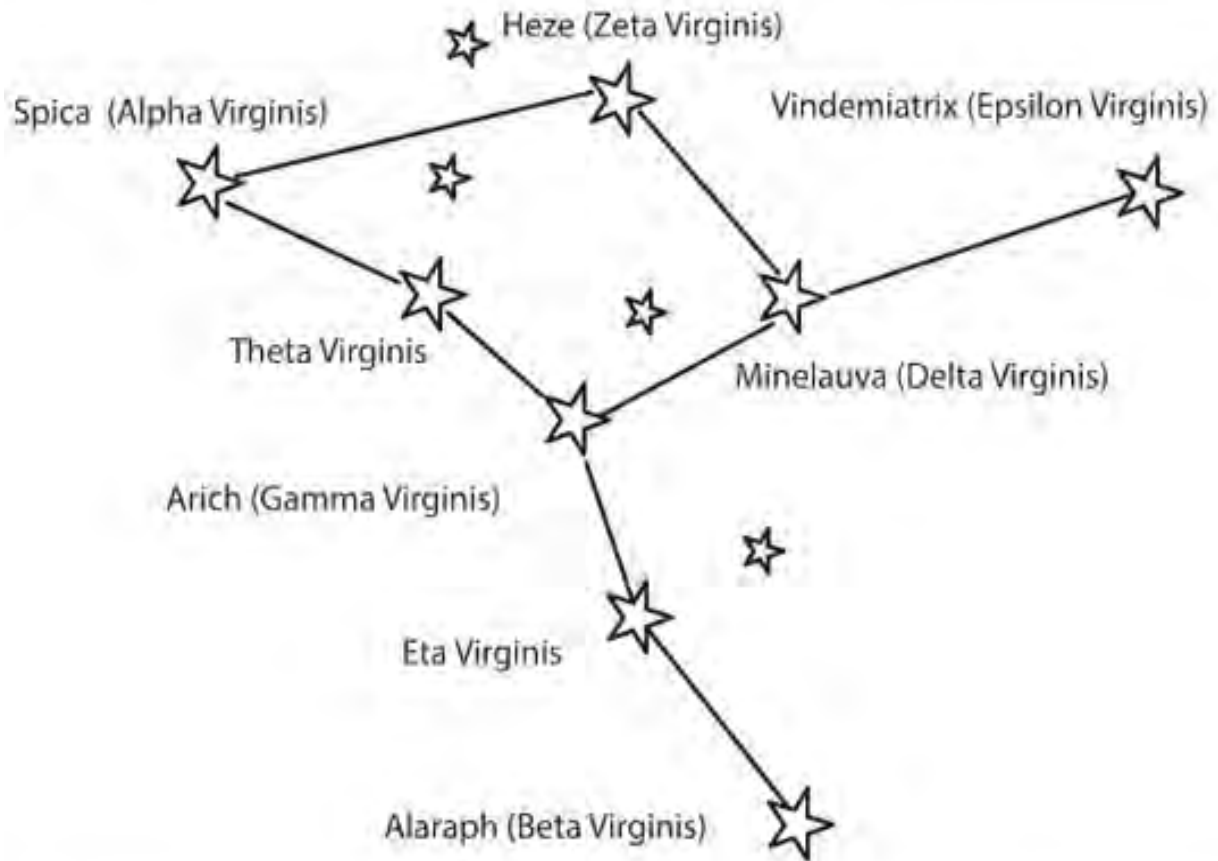 Heze (Zeta Virginis)
Spica (Alpha Virginis)
Vindemiatrix (Epsilon Virginis)
Theta Virginis
Minelauva (Delta Virginis)
Arich (Gamma Virginis)
Eta Virginis
Alaraph (Beta Virginis)